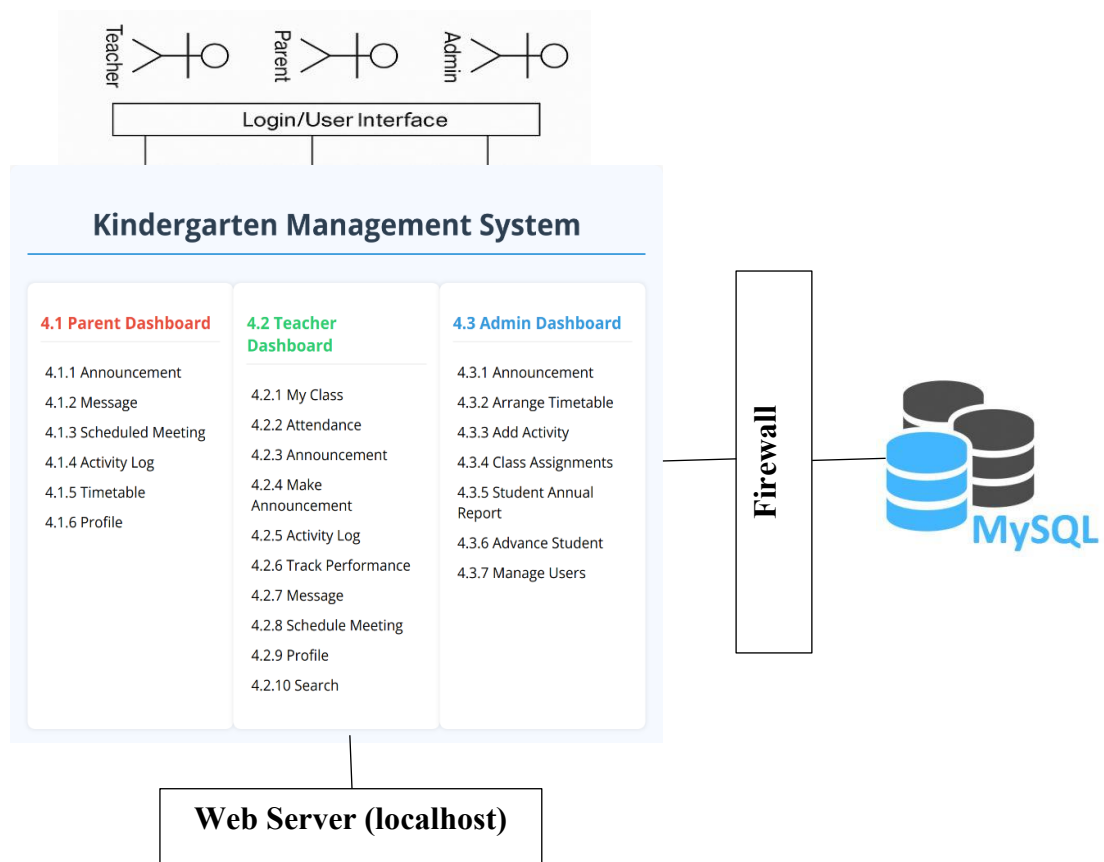 Teacher
Parent
Admin
Login/User Interface
Kindergarten Management System
4.1 Parent Dashboard
4.1.1 Announcement
4.1.2 Message
4.1.3 Scheduled Meeting
4.1.4 Activity Log
4.1.5 Timetable
4.1.6 Profile
4.2 Teacher
Dashboard
4.2.1 My Class
4.2.2 Attendance
4.2.3 Announcement
4.2.4 Make
Announcement
4.2.5 Activity Log
4.2.6 Track Performance
4.2.7 Message
4.2.8 Schedule Meeting
4.2.9 Profile
4.2.10 Search
4.3 Admin Dashboard
4.3.1 Announcement
4.3.2 Arrange Timetable
4.3.3 Add Activity
4.3.4 Class Assignments
4.3.5 Student Annual
Report
4.3.6 Advance Student
4.3.7 Manage Users
Firewall
MySQL
Web Server (localhost)